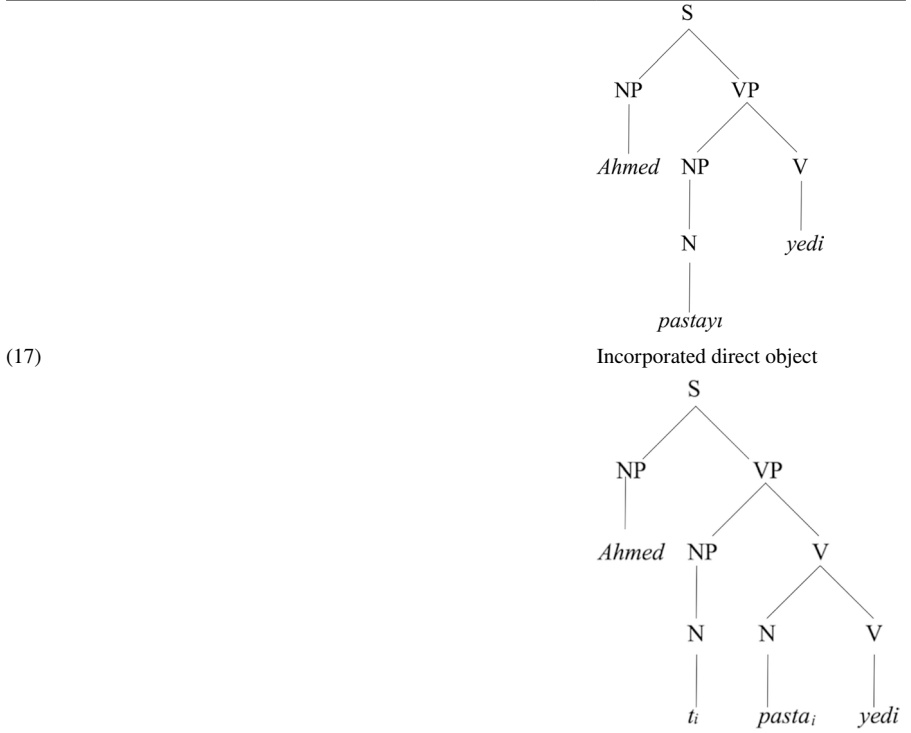 S
NP VP
Ahmed NP V
N yedi
pastayı
(17) Incorporated direct object
S
NP VP
Ahmed NP V
N N V
tᵢ pastaᵢ yedi